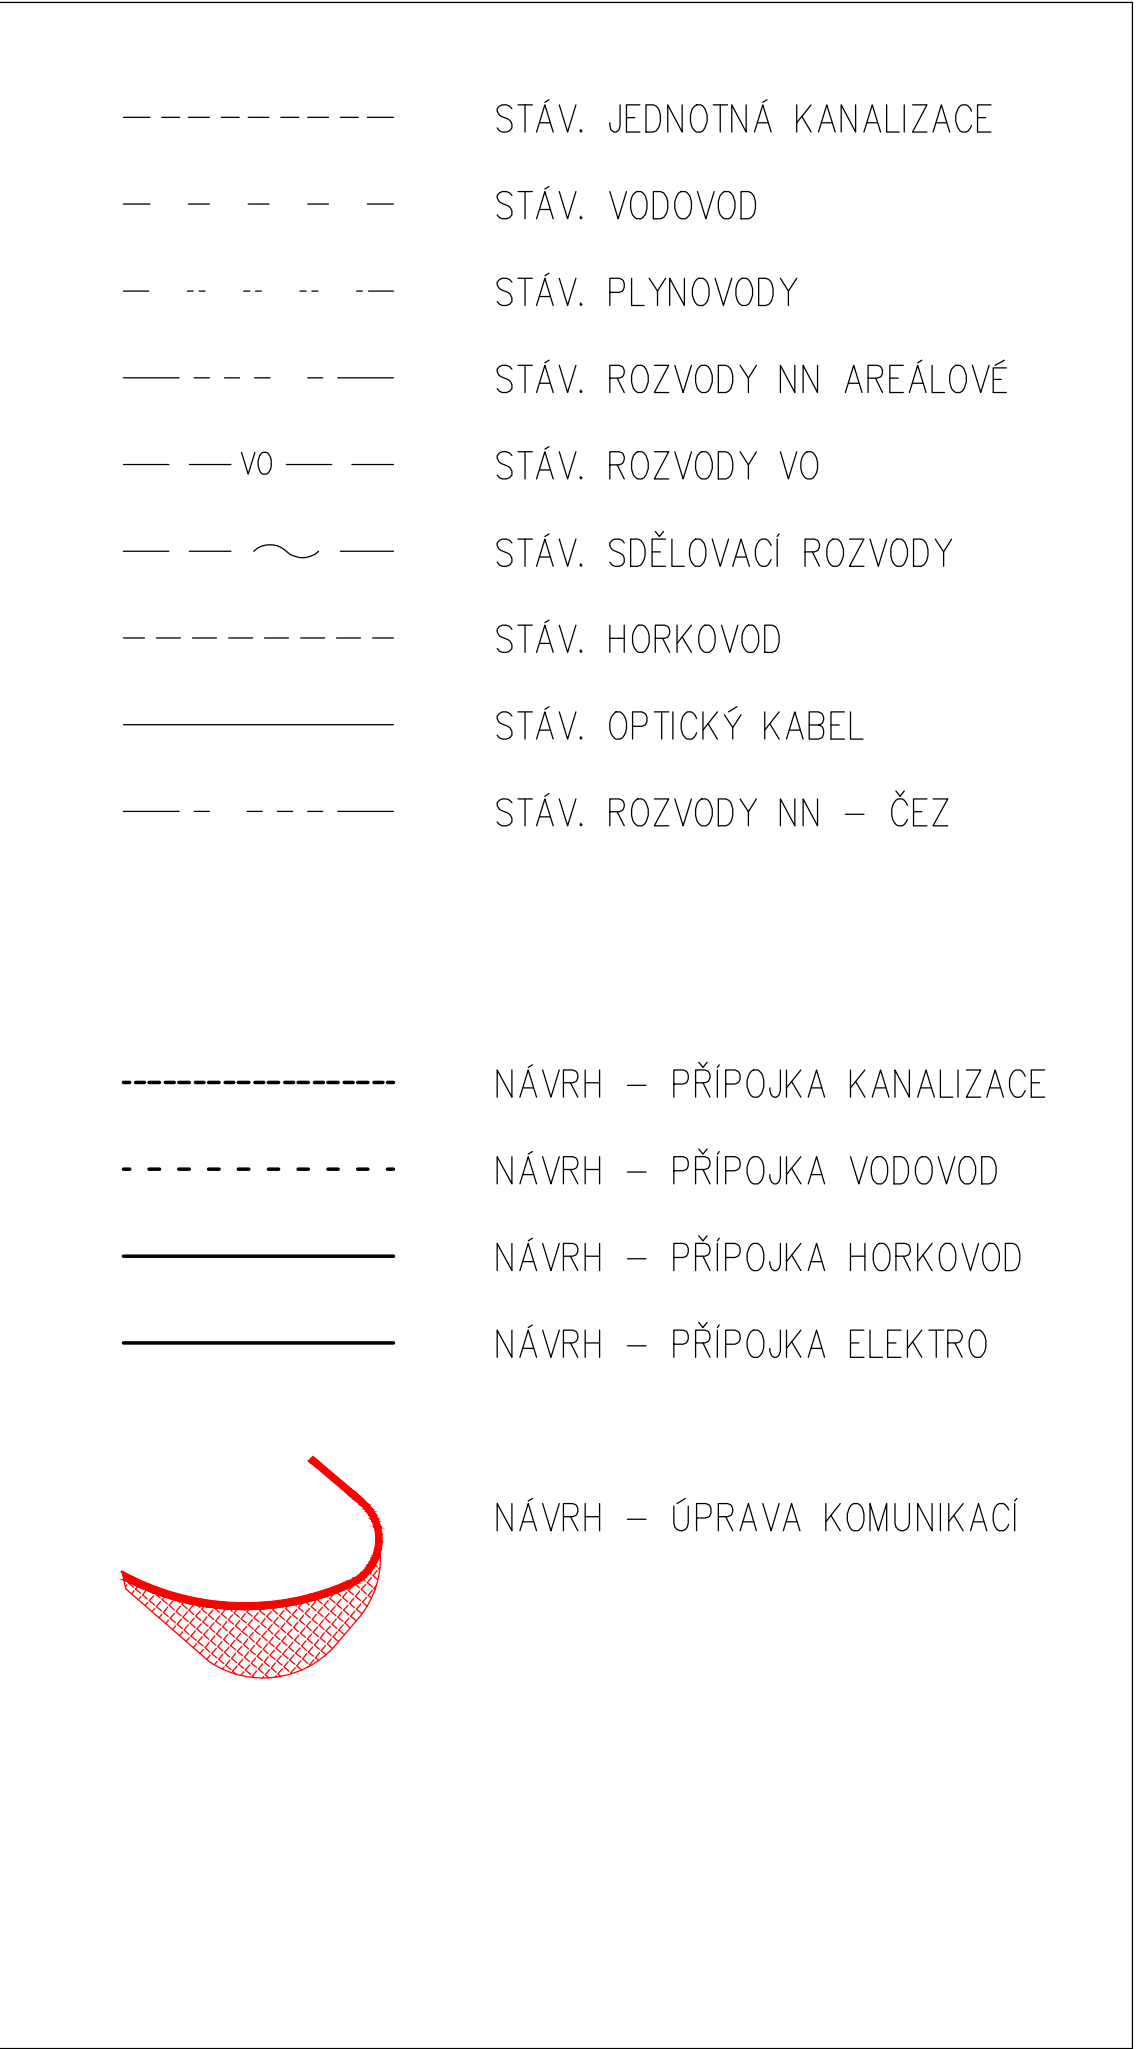 STÁV. JEDNOTNÁ KANALIZACE
STÁV. VODOVOD
STÁV. PLYNOVODY
STÁV. ROZVODY NN AREÁLOVÉ
VO STÁV. ROZVODY VO
STÁV. SDĚLOVACÍ ROZVODY
STÁV. HORKOVOD
STÁV. OPTICKÝ KABEL
STÁV. ROZVODY NN – ČEZ
NÁVRH – PŘÍPOJKA KANALIZACE
NÁVRH – PŘÍPOJKA VODOVOD
NÁVRH – PŘÍPOJKA HORKOVOD
NÁVRH – PŘÍPOJKA ELEKTRO
NÁVRH – ÚPRAVA KOMUNIKACÍ